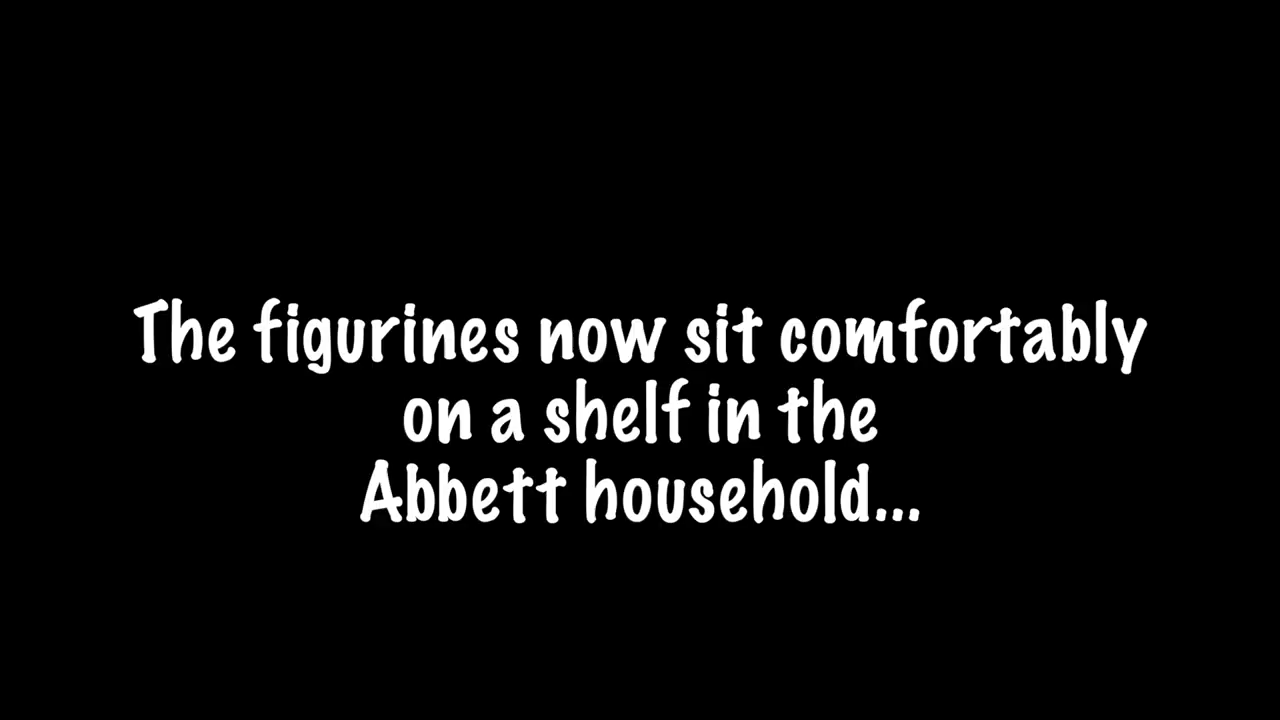 The figurines now sit comfortably
on a shelf in the
Abbett household...